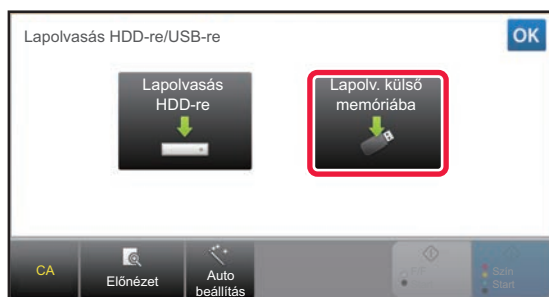 Lapolvasás HDD-re/USB-re
OK
Lapolvasás
HDD-re
Lapolv. külső
memóriába
CA
Előnézet
Auto
beállítás
Szín
Start